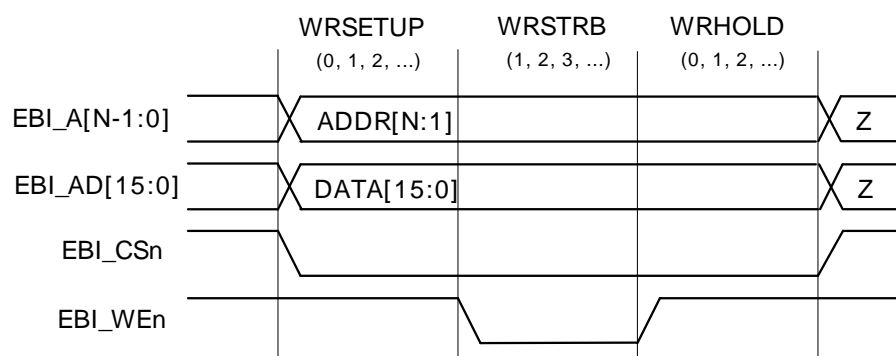 WRSETUP WRSTRB WRHOLD
(0, 1, 2, ...) (1, 2, 3, ...) (0, 1, 2, ...)
EBI_A[N-1:0] ADDR[N:1] Z
EBI_AD[15:0] DATA[15:0] Z
EBI_CSn
EBI_WEn